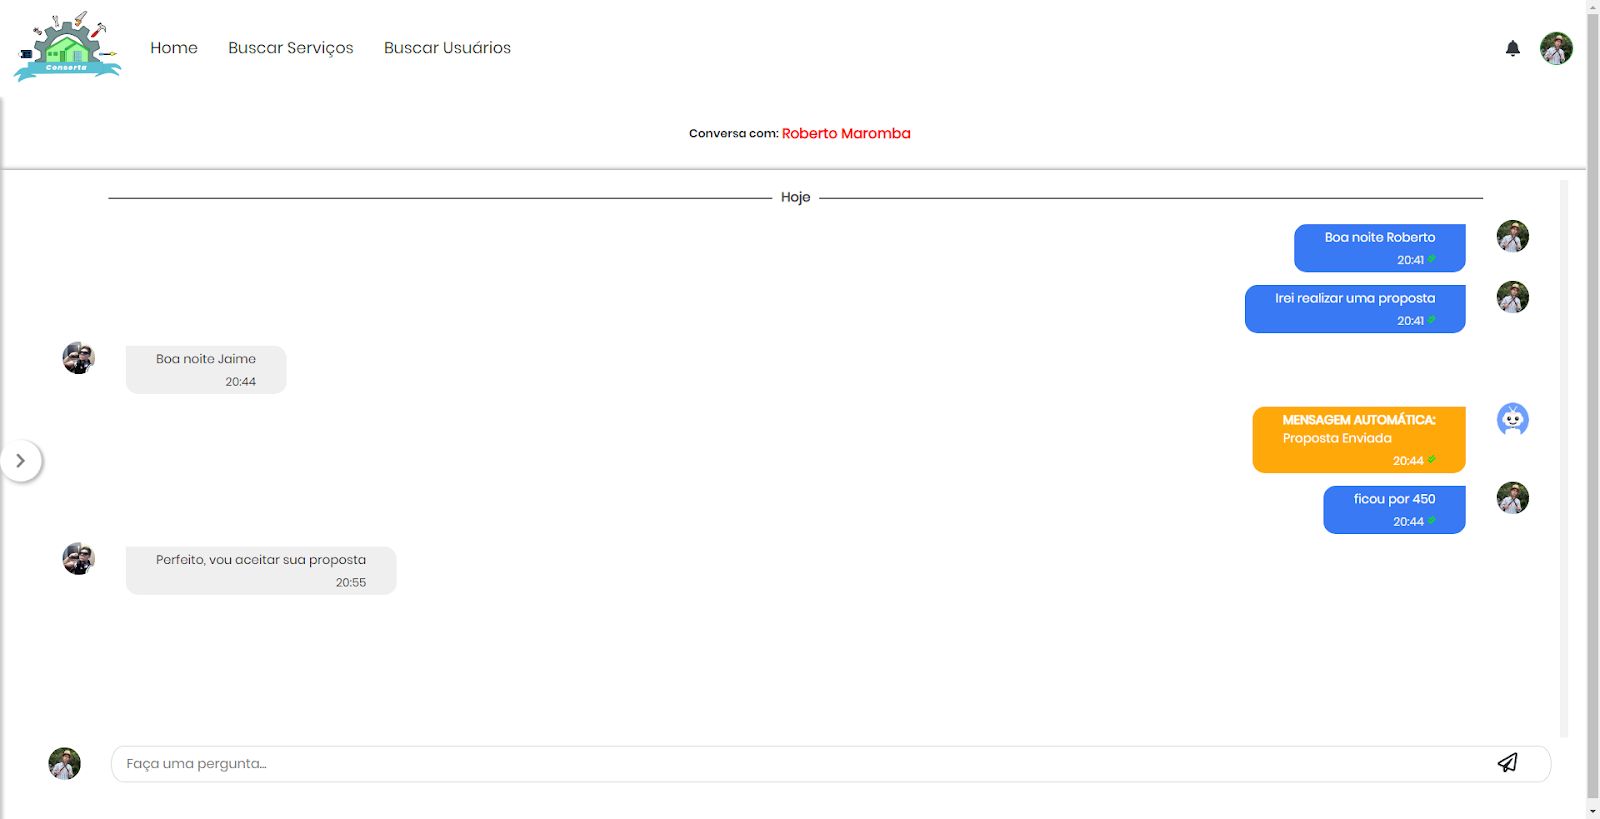 Conserta
Home Buscar Serviços Buscar Usuários
Conversa com: Roberto Maromba
Hoje
Boa noite Roberto
20:41
Irei realizar uma proposta
20:41
Boa noite Jaime
20:44
MENSAGEM AUTOMÁTICA:
Proposta Enviada
20:44
ficou por 450
20:44
Perfeito, vou aceitar sua proposta
20:55
Faça uma pergunta...